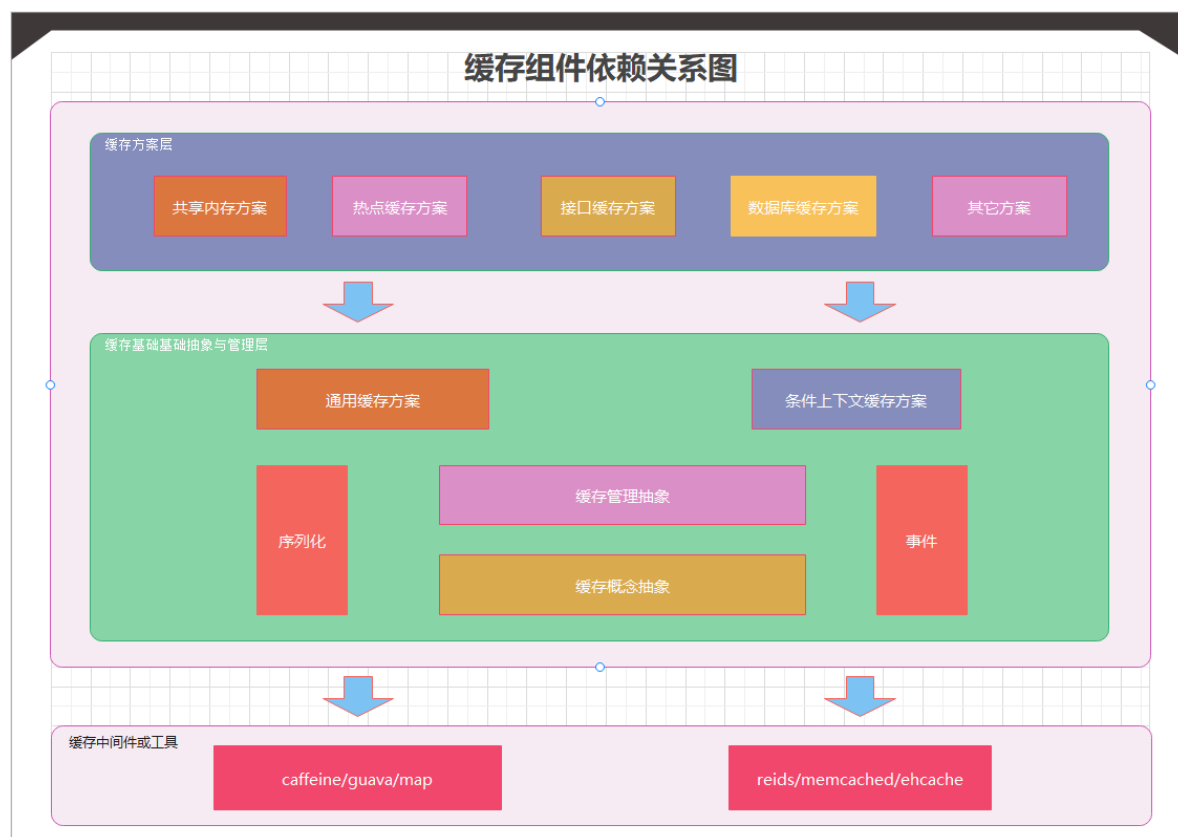 缓存组件依赖关系图
缓存方案层
共享内存方案
热点缓存方案
接口缓存方案
数据库缓存方案
其它方案
缓存基础基础抽象与管理层
通用缓存方案
条件上下文缓存方案
缓存管理抽象
序列化
事件
缓存概念抽象
缓存中间件或工具
caffeine/guava/map
reids/memcached/ehcache